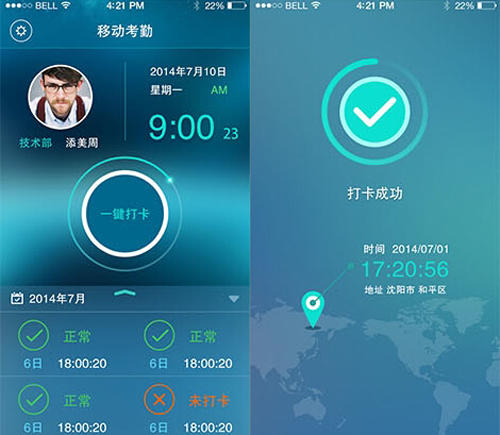 BELL 4:21 PM 22%
移动考勤
2014年7月10日
星期一 AM
9:00 23
技术部 添美周
一键打卡
2014年7月
正常 正常
6日 18:00:20 6日 18:00:20
正常 未打卡
6日 18:00:20 6日 18:00:20
BELL 4:21 PM 22%
打卡成功
时间 2014/07/01
17:20:56
地址 沈阳市 和平区